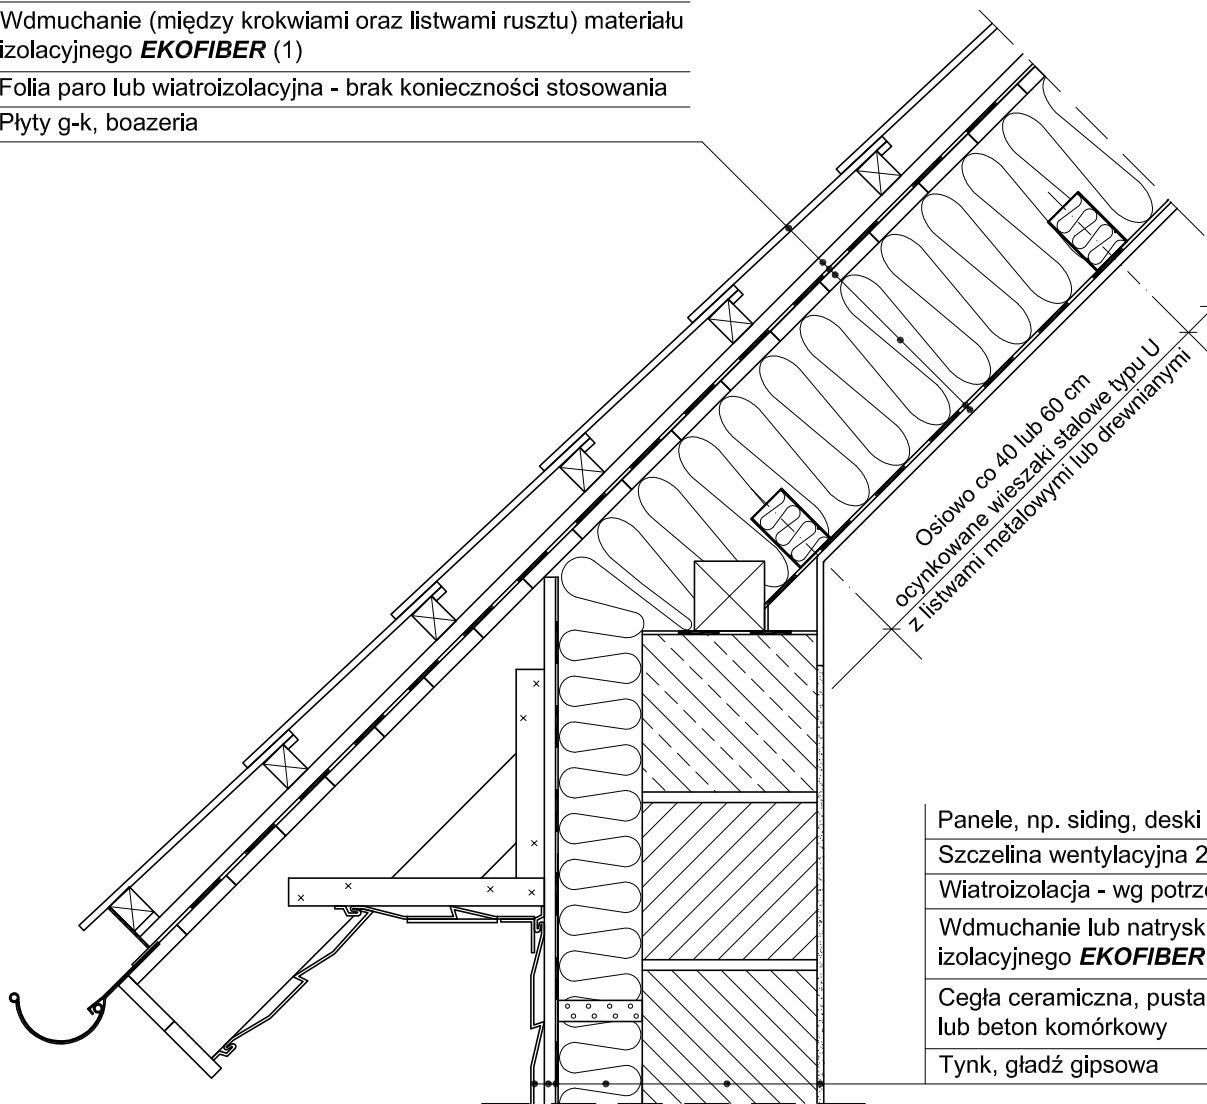 Wdmuchanie (między krokwiami oraz listwami rusztu) materiału
izolacyjnego EKOFIBER (1)
Folia paro lub wiatroizolacyjna - brak konieczności stosowania
Płyty g-k, boazeria
Osiowo co 40 lub 60 cm
ocynkowane wieszaki stalowe typu U
z listwami metalowymi lub drewnianymi
Panele, np. siding, deski
Szczelina wentylacyjna 2
Wiatroizolacja - wg potrze
Wdmuchanie lub natrysk
izolacyjnego EKOFIBER
Cegła ceramiczna, pusta
lub beton komórkowy
Tynk, gładź gipsowa